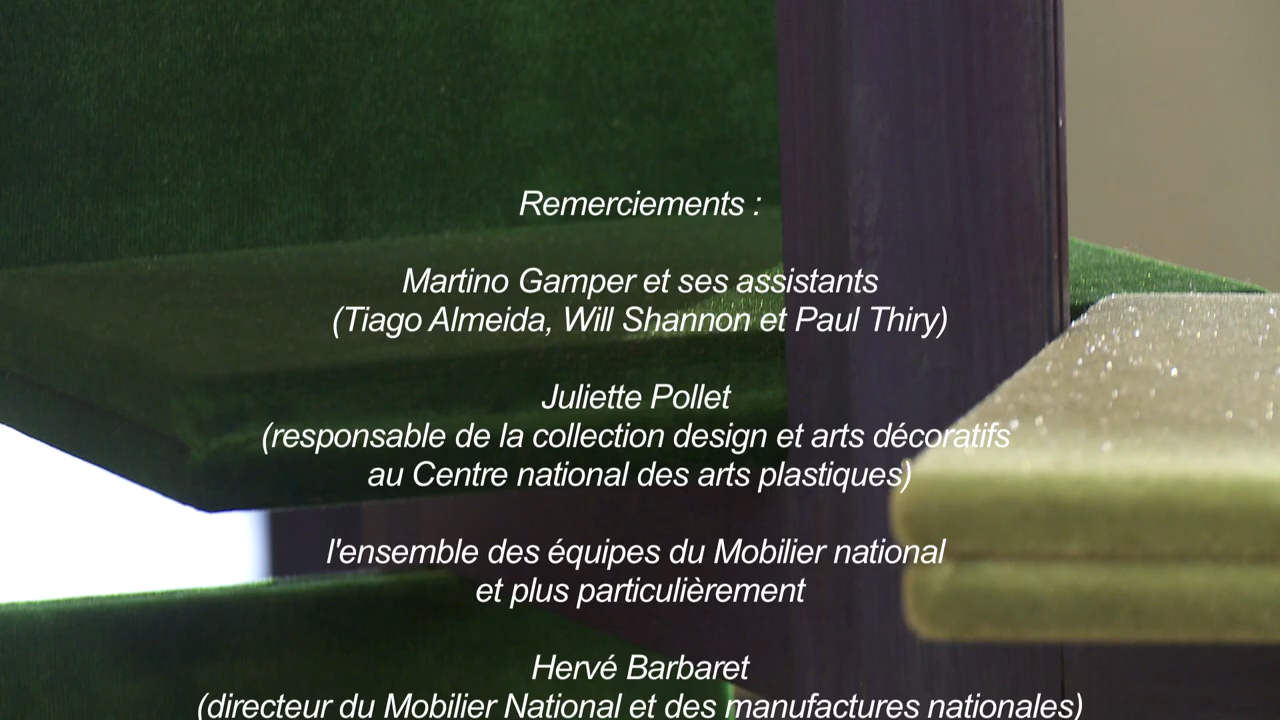 Remerciements :
Martino Gamper et ses assistants
(Tiago Almeida, Will Shannon et Paul Thiry)
Juliette Pollet
(responsable de la collection design et arts décoratifs
au Centre national des arts plastiques)
l'ensemble des équipes du Mobilier national
et plus particulièrement
Hervé Barbaret
(directeur du Mobilier National et des manufactures nationales)